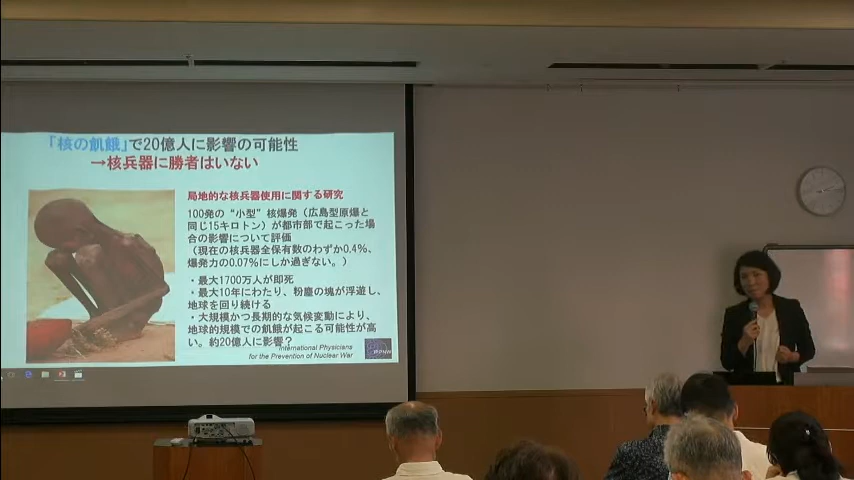 「核の飢餓」で20億人に影響の可能性
→核兵器に勝者はいない
局地的な核兵器使用に関する研究
100発の“小型”核爆発（広島型原爆と
同じ15キロトン）が都市部で起こった場
合の影響について評価
（現在の核兵器全保有数のわずか0.4%、
爆発力の0.07%にしか過ぎない。）
・最大1700万人が即死
・最大10年にわたり、粉塵の塊が浮遊し、
地球を回り続ける
・大規模かつ長期的な気候変動により、
地球的規模での飢餓が起こる可能性が高
い。約20億人に影響？
International Physicians
for the Prevention of Nuclear War
IPPNW